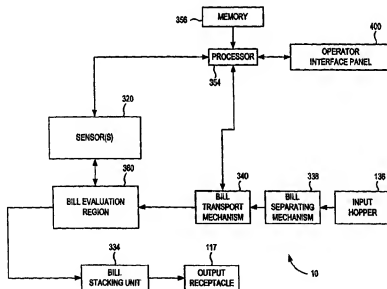 356
MEMORY
400
PROCESSOR
354
OPERATOR
INTERFACE PANEL
320
SENSOR(S)
360
BILL EVALUATION
REGION
340
BILL
TRANSPORT
MECHANISM
338
BILL
SEPARATING
MECHANISM
136
INPUT
HOPPER
334
BILL
STACKING UNIT
117
OUTPUT
RECEPTACLE
10